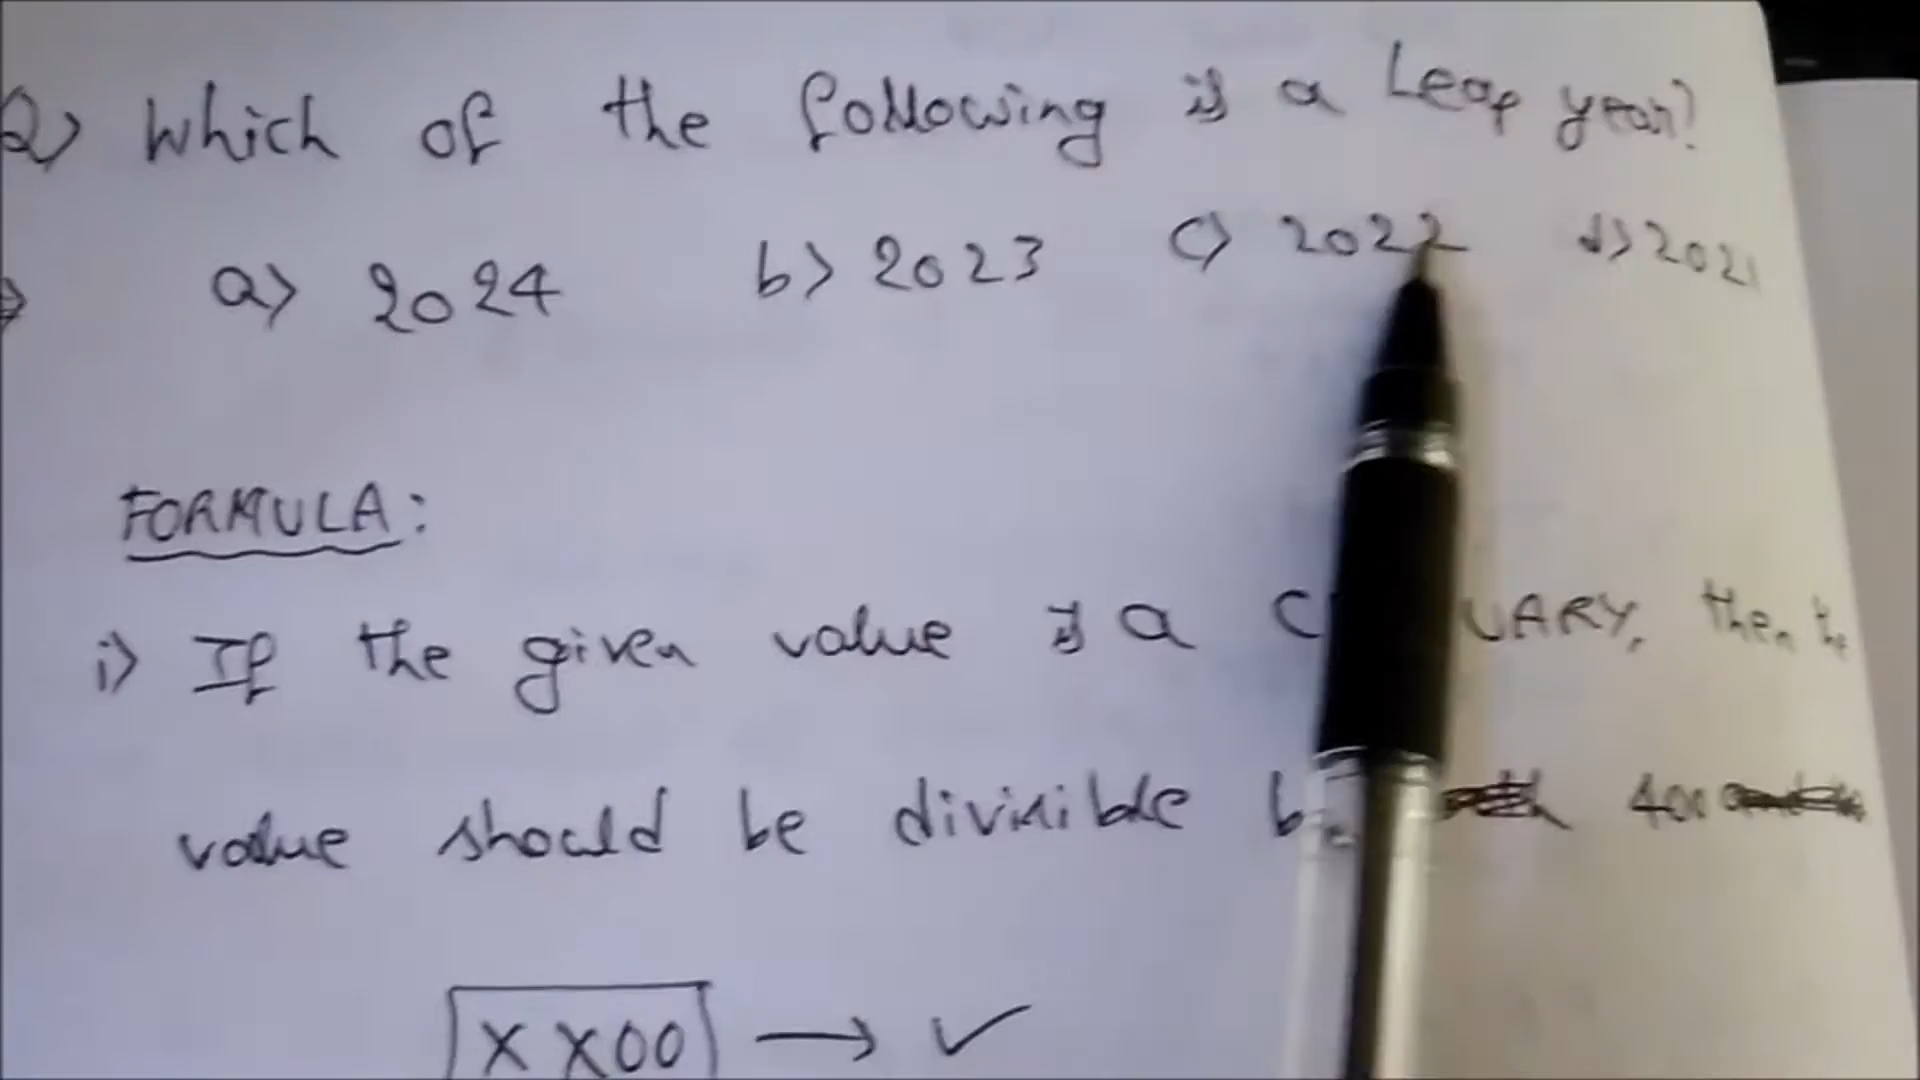 Q) Which of the following is a Leap year?
a) 2024 b) 2023 c) 2022 d) 2021
FORMULA:
i) If the given value is a then the
value should be divisible 400
XX00 → ✓